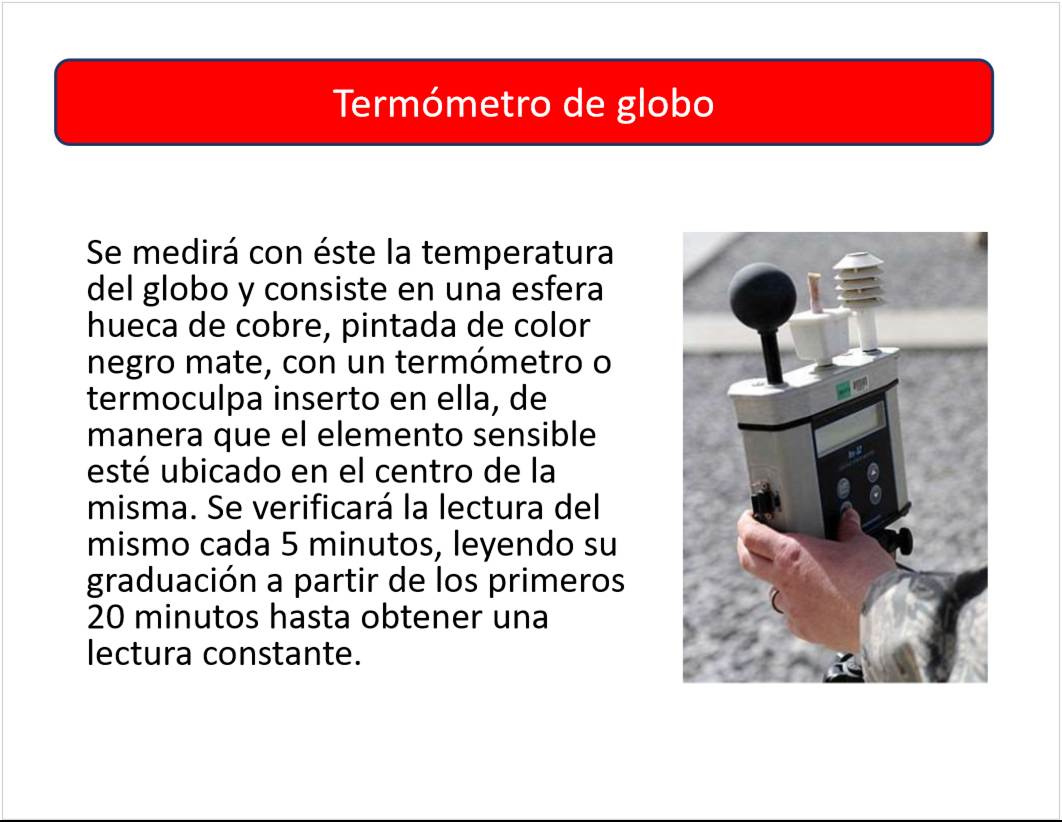 Termómetro de globo
Se medirá con éste la temperatura
del globo y consiste en una esfera
hueca de cobre, pintada de color
negro mate, con un termómetro o
termoculpa inserto en ella, de
manera que el elemento sensible
esté ubicado en el centro de la
misma. Se verificará la lectura del
mismo cada 5 minutos, leyendo su
graduación a partir de los primeros
20 minutos hasta obtener una
lectura constante.